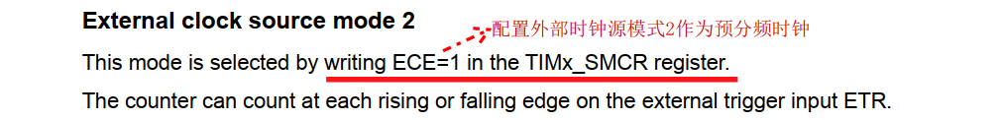 External clock source mode 2
配置外部时钟源模式2作为预分频时钟
This mode is selected by writing ECE=1 in the TIMx_SMCR register.
The counter can count at each rising or falling edge on the external trigger input ETR.